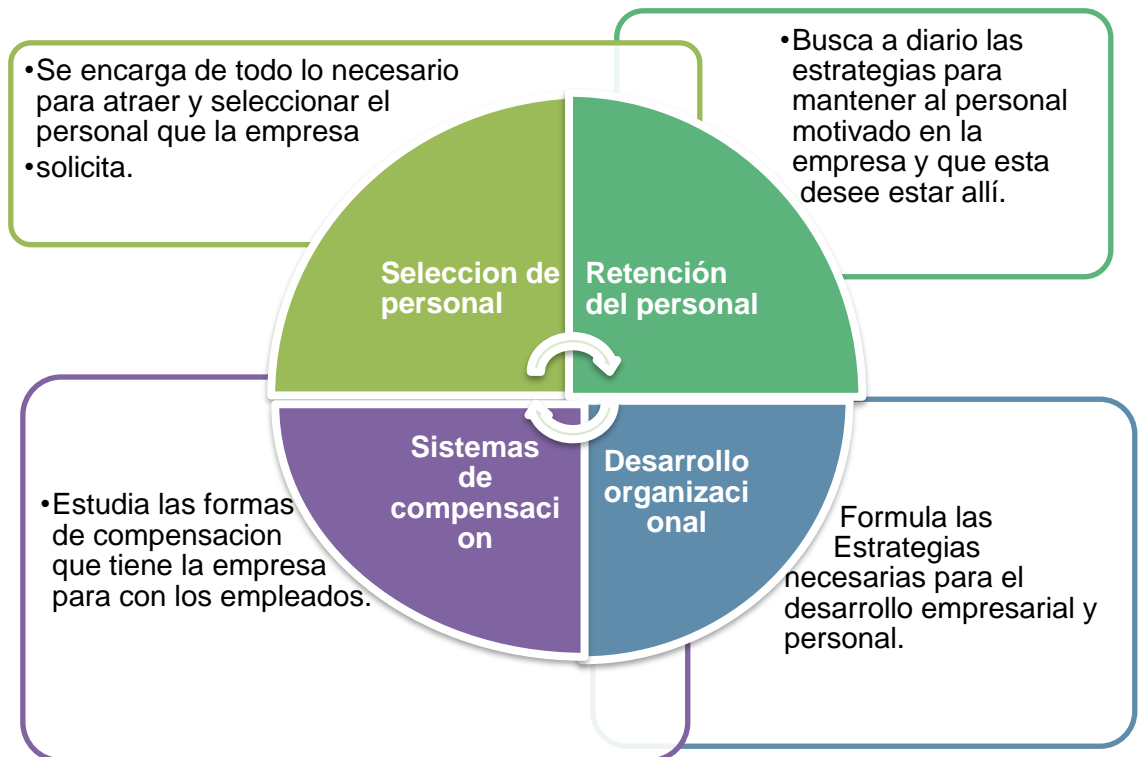 •Se encarga de todo lo necesario
para atraer y seleccionar el
personal que la empresa
•solicita.
•Busca a diario las
estrategias para
mantener al personal
motivado en la
empresa y que esta
desee estar allí.
Seleccion de
personal
Retención
del personal
Sistemas
de
compensaci
on
Desarrollo
organizaci
onal
•Estudia las formas
de compensacion
que tiene la empresa
para con los empleados.
Formula las
Estrategias
necesarias para el
desarrollo empresarial y
personal.